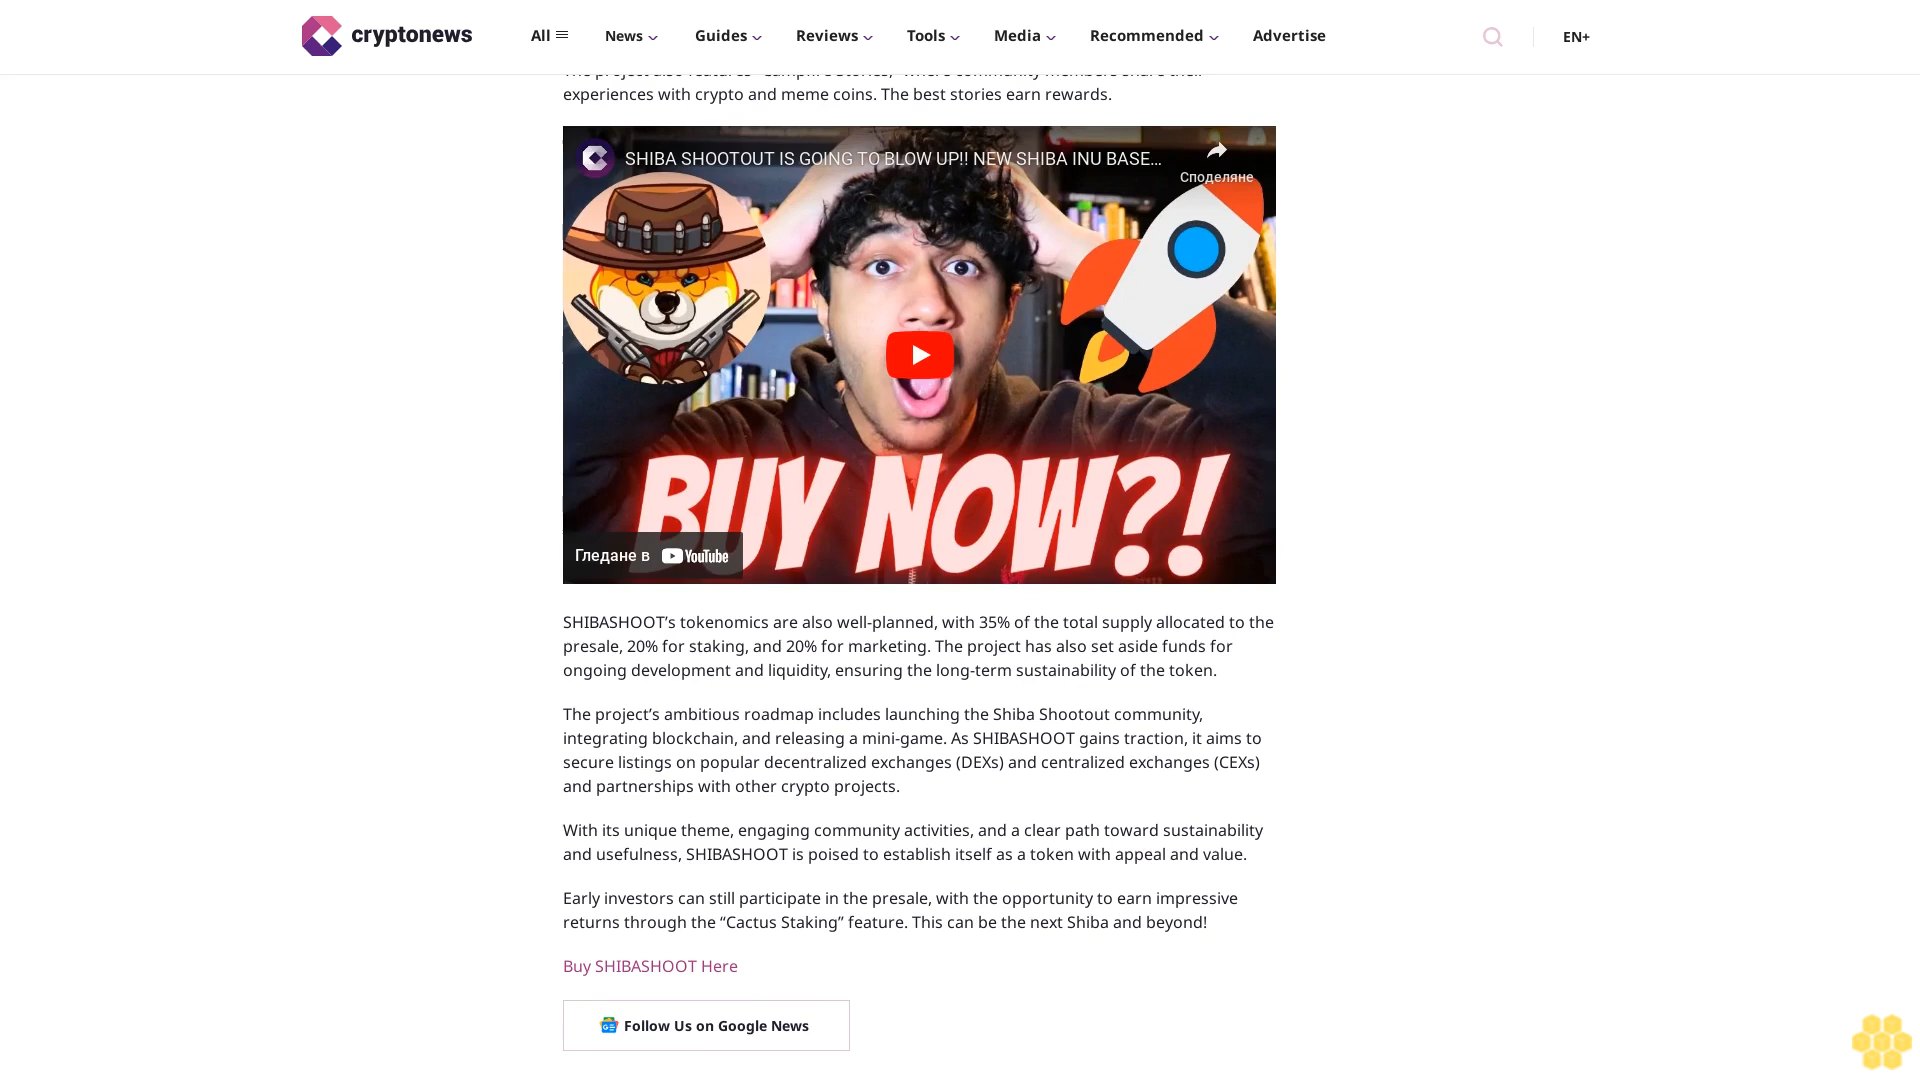 cryptonews
All
News
Guides
Reviews
Tools
Media
Recommended
Advertise
EN+
experiences with crypto and meme coins. The best stories earn rewards.
SHIBA SHOOTOUT IS GOING TO BLOW UP!! NEW SHIBA INU BASE...
Споделяне
BUY NOW?!
Гледане в YouTube
SHIBASHOOT’s tokenomics are also well-planned, with 35% of the total supply allocated to the
presale, 20% for staking, and 20% for marketing. The project has also set aside funds for
ongoing development and liquidity, ensuring the long-term sustainability of the token.
The project’s ambitious roadmap includes launching the Shiba Shootout community,
integrating blockchain, and releasing a mini-game. As SHIBASHOOT gains traction, it aims to
secure listings on popular decentralized exchanges (DEXs) and centralized exchanges (CEXs)
and partnerships with other crypto projects.
With its unique theme, engaging community activities, and a clear path toward sustainability
and usefulness, SHIBASHOOT is poised to establish itself as a token with appeal and value.
Early investors can still participate in the presale, with the opportunity to earn impressive
returns through the “Cactus Staking” feature. This can be the next Shiba and beyond!
Buy SHIBASHOOT Here
Follow Us on Google News